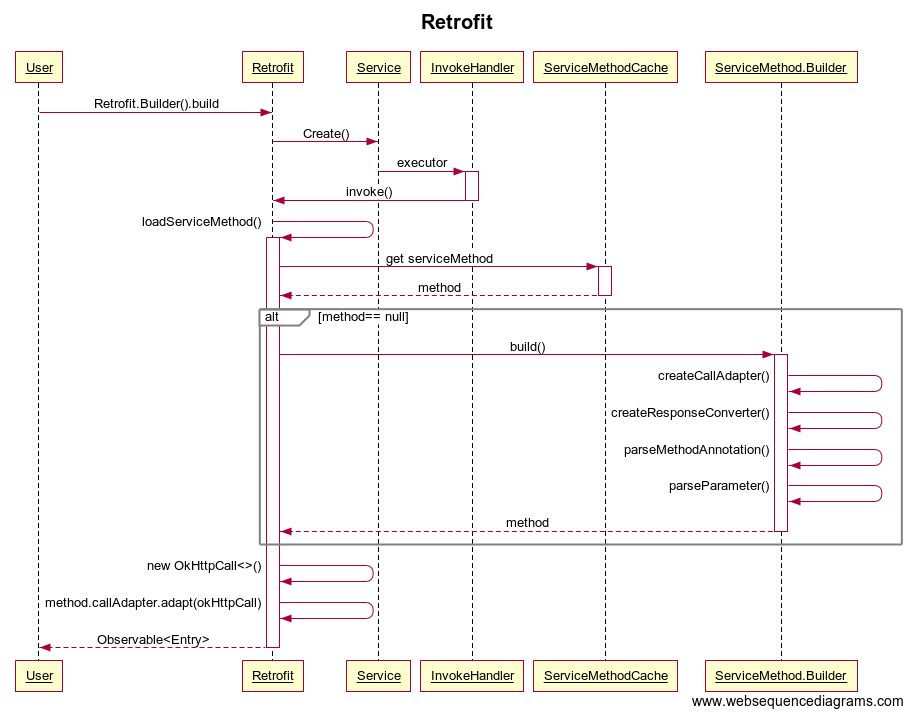 Retrofit
User Retrofit Service InvokeHandler ServiceMethodCache ServiceMethod.Builder
Retrofit.Builder().build
Create()
executor
invoke()
loadServiceMethod()
get serviceMethod
method
alt [method== null]
build()
createCallAdapter()
createResponseConverter()
parseMethodAnnotation()
parseParameter()
method
new OkHttpCall<>()
method.callAdapter.adapt(okHttpCall)
Observable<Entry>
User Retrofit Service InvokeHandler ServiceMethodCache ServiceMethod.Builder
www.websequencediagrams.com